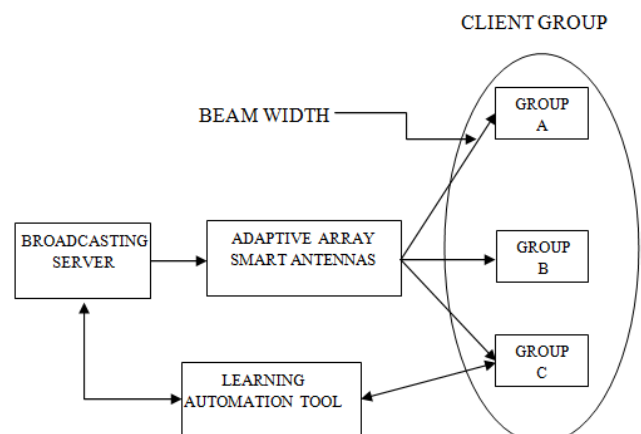 CLIENT GROUP
GROUP
A
BEAM WIDTH
BROADCASTING
SERVER
ADAPTIVE ARRAY
SMART ANTENNAS
GROUP
B
GROUP
C
LEARNING
AUTOMATION TOOL